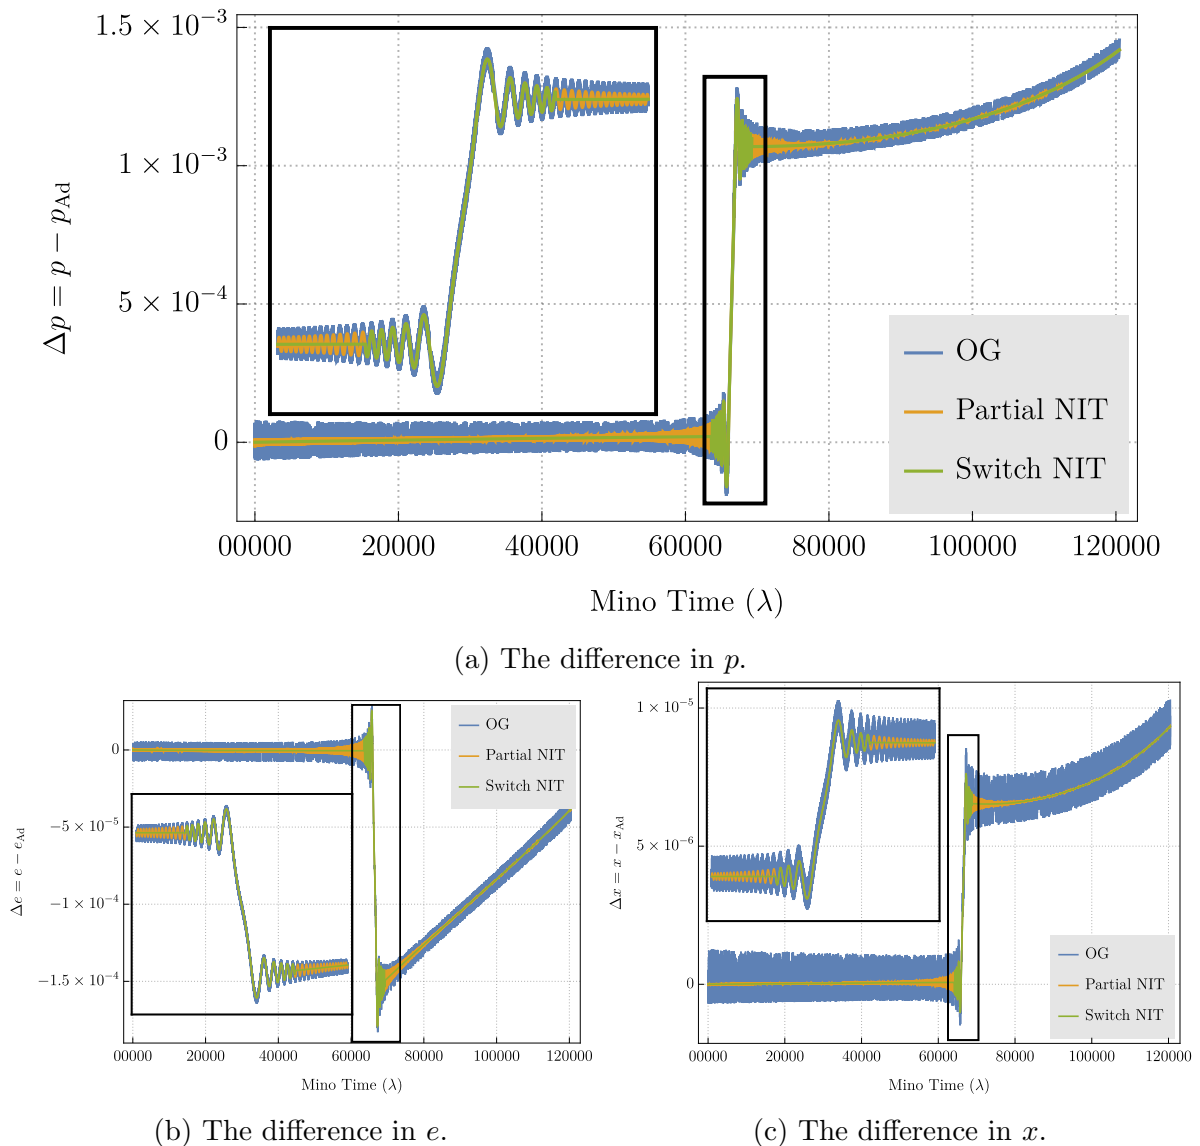 1.5 × 10⁻³
1 × 10⁻³
5 × 10⁻⁴
0
Δp = p − p_Ad
OG
Partial NIT
Switch NIT
00000 20000 40000 60000 80000 100000 120000
Mino Time (λ)
(a) The difference in p.
0
−5 × 10⁻⁵
−1 × 10⁻⁴
−1.5 × 10⁻⁴
Δe = e − e_Ad
OG
Partial NIT
Switch NIT
00000 20000 40000 60000 80000 100000 120000
Mino Time (λ)
(b) The difference in e.
1 × 10⁻⁵
5 × 10⁻⁶
0
Δx = x − x_Ad
OG
Partial NIT
Switch NIT
00000 20000 40000 60000 80000 100000 120000
Mino Time (λ)
(c) The difference in x.